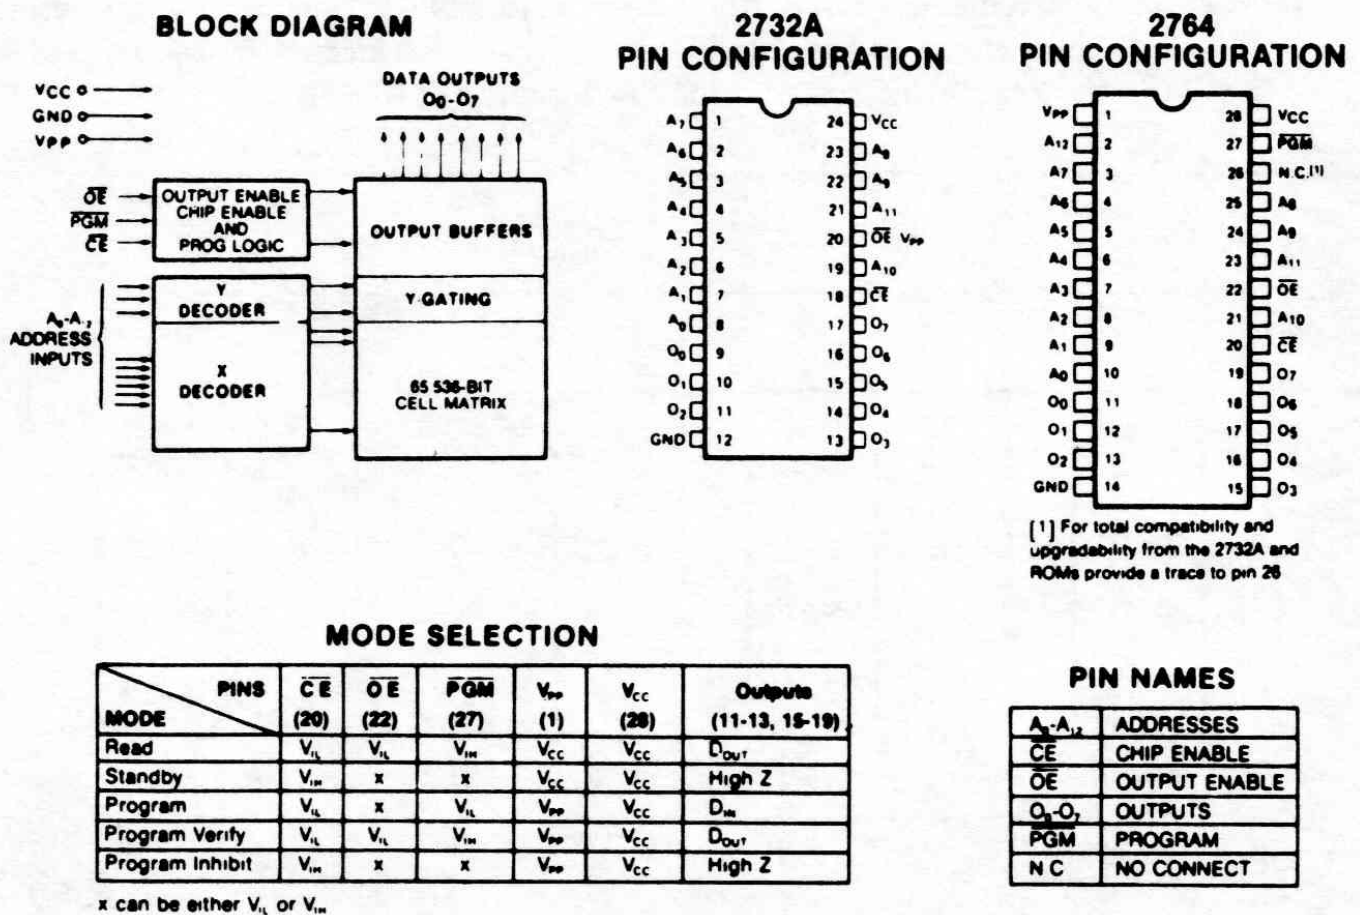 BLOCK DIAGRAM
VCC
GND
VPP
DATA OUTPUTS
O0-O7
OE
PGM
CE
OUTPUT ENABLE
CHIP ENABLE
AND
PROG LOGIC
OUTPUT BUFFERS
Y
DECODER
Y-GATING
ADDRESS
INPUTS
X
DECODER
65 536-BIT
CELL MATRIX
2732A
PIN CONFIGURATION
A7 1 24 VCC
A6 2 23 A8
A5 3 22 A9
A4 4 21 A11
A3 5 20 OE VPP
A2 6 19 A10
A1 7 18 CE
A0 8 17 O7
O0 9 16 O6
O1 10 15 O5
O2 11 14 O4
GND 12 13 O3
2764
PIN CONFIGURATION
VPP 1 28 VCC
A12 2 27 PGM
A7 3 26 N.C.[1]
A6 4 25 A8
A5 5 24 A9
A4 6 23 A11
A3 7 22 OE
A2 8 21 A10
A1 9 20 CE
A0 10 19 O7
O0 11 18 O6
O1 12 17 O5
O2 13 16 O4
GND 14 15 O3
[1] For total compatibility and
upgradability from the 2732A and
ROMs provide a trace to pin 26
MODE SELECTION
PINS CE OE PGM VPP VCC Outputs
MODE (20) (22) (27) (1) (28) (11-13, 15-19)
Read VIL VIL VIH VCC VCC DOUT
Standby VIH x x VCC VCC High Z
Program VIL x VIL VPP VCC DIN
Program Verify VIL VIL VIH VPP VCC DOUT
Program Inhibit VIH x x VPP VCC High Z
x can be either VIL or VIH
PIN NAMES
A0-A12 ADDRESSES
CE CHIP ENABLE
OE OUTPUT ENABLE
O0-O7 OUTPUTS
PGM PROGRAM
N C NO CONNECT